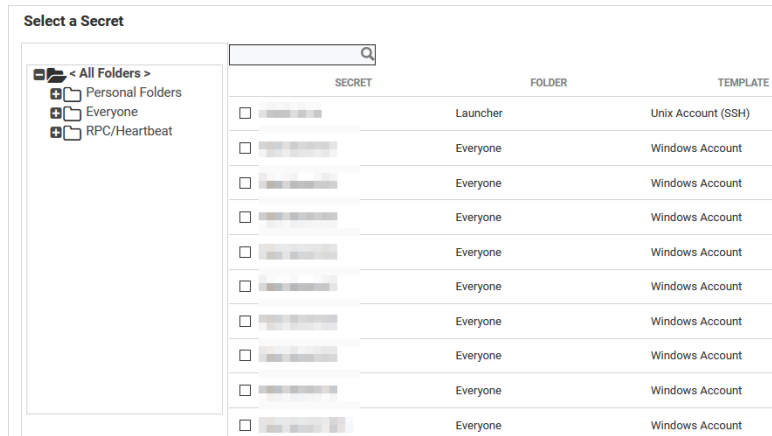 Select a Secret
< All Folders >
Personal Folders
Everyone
RPC/Heartbeat
SECRET FOLDER TEMPLATE
Launcher Unix Account (SSH)
Everyone Windows Account
Everyone Windows Account
Everyone Windows Account
Everyone Windows Account
Everyone Windows Account
Everyone Windows Account
Everyone Windows Account
Everyone Windows Account
Everyone Windows Account